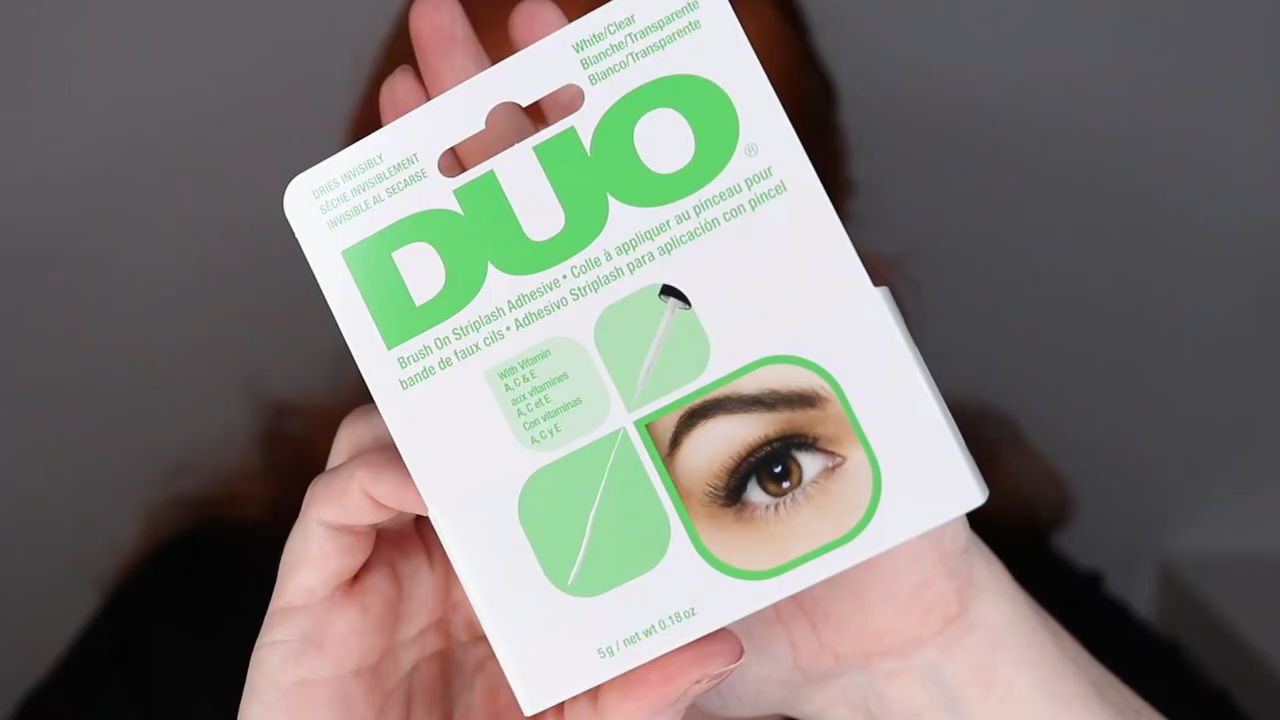 White/Clear
Blanche/Transparente
Blanco/Transparente
DRIES INVISIBLY
SÈCHE INVISIBLEMENT
INVISIBLE AL SECARSE
DUO®
Brush On Striplash Adhesive • Colle à appliquer au pinceau pour
bande de faux cils • Adhesivo Striplash para aplicación con pincel
With Vitamin
A, C & E
aux vitamines
A, C et E
Con vitaminas
A, C y E
5g / net wt 0.18 oz